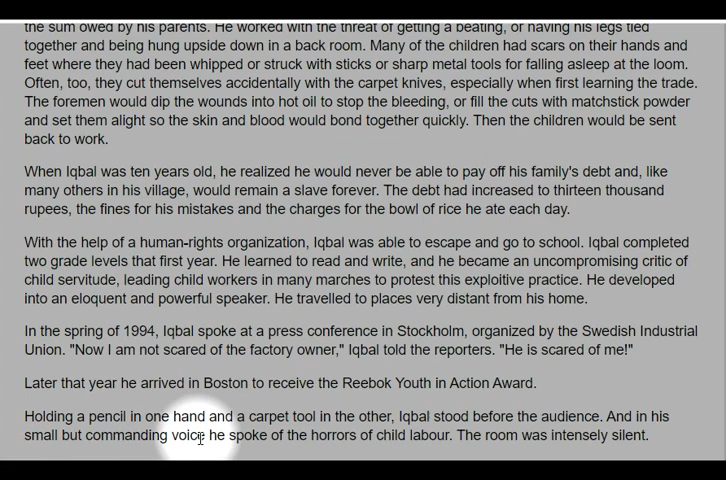 the sum owed by his parents. He worked with the threat of getting a beating, or having his legs tied
together and being hung upside down in a back room. Many of the children had scars on their hands and
feet where they had been whipped or struck with sticks or sharp metal tools for falling asleep at the loom.
Often, too, they cut themselves accidentally with the carpet knives, especially when first learning the trade.
The foremen would dip the wounds into hot oil to stop the bleeding, or fill the cuts with matchstick powder
and set them alight so the skin and blood would bond together quickly. Then the children would be sent
back to work.
When Iqbal was ten years old, he realized he would never be able to pay off his family's debt and, like
many others in his village, would remain a slave forever. The debt had increased to thirteen thousand
rupees, the fines for his mistakes and the charges for the bowl of rice he ate each day.
With the help of a human-rights organization, Iqbal was able to escape and go to school. Iqbal completed
two grade levels that first year. He learned to read and write, and he became an uncompromising critic of
child servitude, leading child workers in many marches to protest this exploitive practice. He developed
into an eloquent and powerful speaker. He travelled to places very distant from his home.
In the spring of 1994, Iqbal spoke at a press conference in Stockholm, organized by the Swedish Industrial
Union. "Now I am not scared of the factory owner," Iqbal told the reporters. "He is scared of me!"
Later that year he arrived in Boston to receive the Reebok Youth in Action Award.
Holding a pencil in one hand and a carpet tool in the other, Iqbal stood before the audience. And in his
small but commanding voice he spoke of the horrors of child labour. The room was intensely silent.